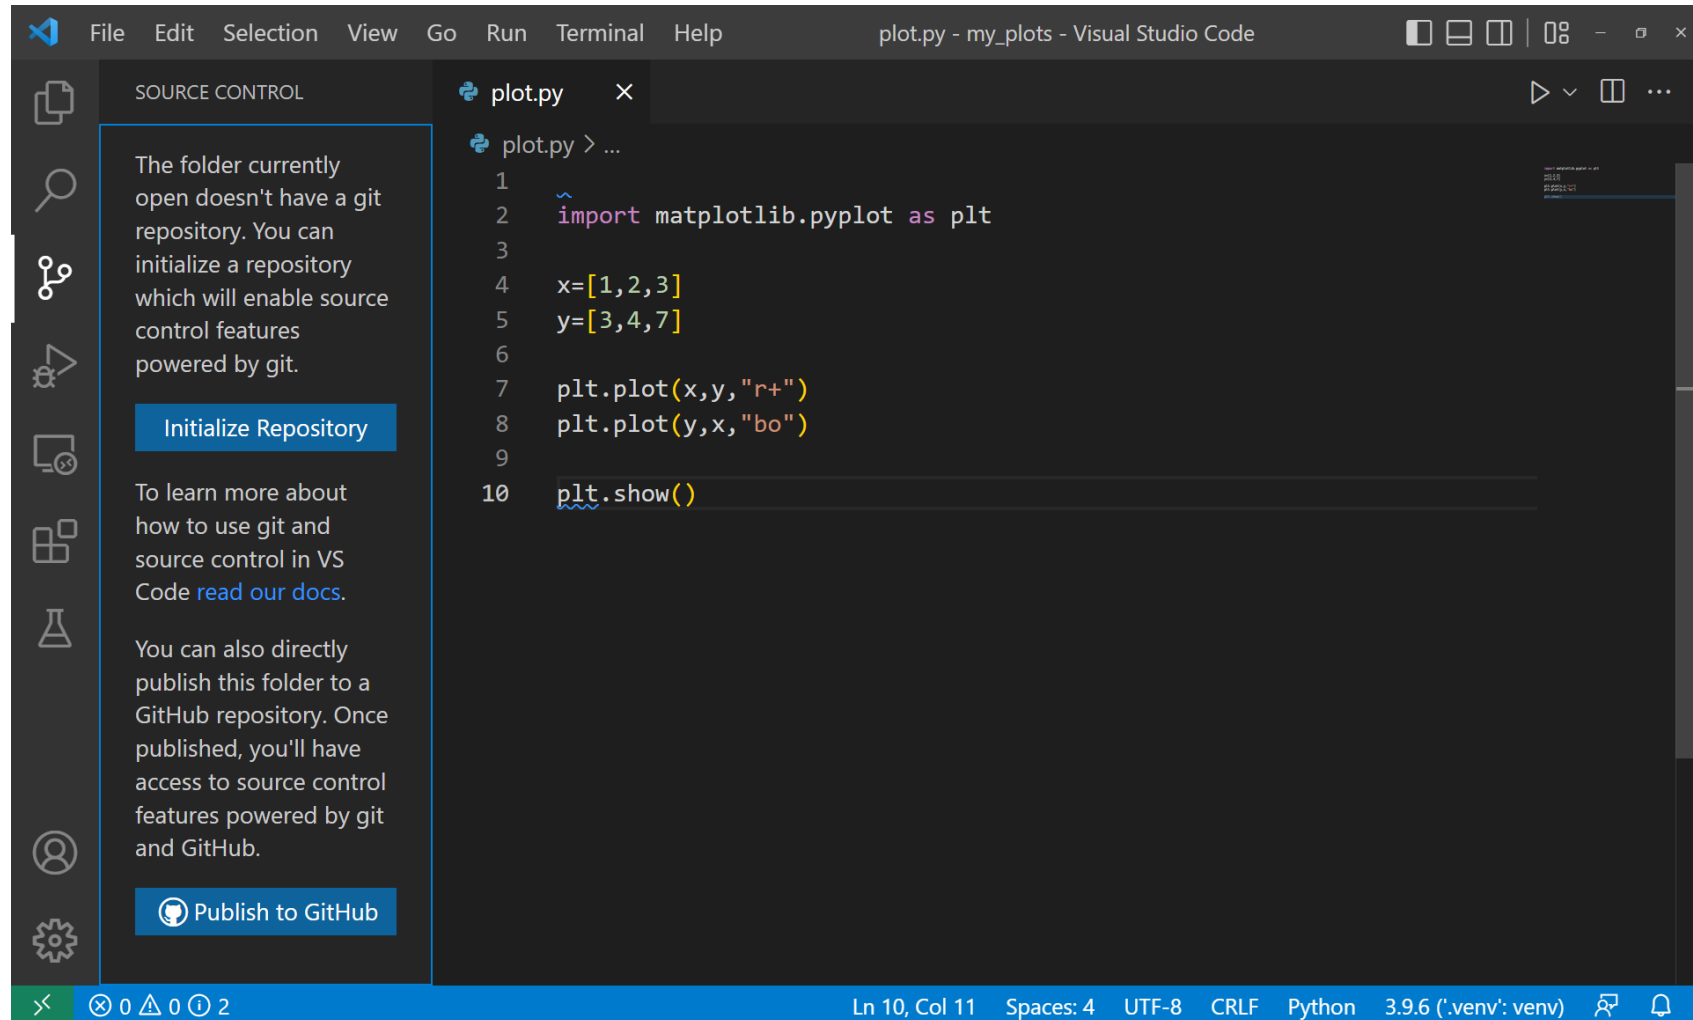 File Edit Selection View Go Run Terminal Help plot.py - my_plots - Visual Studio Code
SOURCE CONTROL
The folder currently
open doesn't have a git
repository. You can
initialize a repository
which will enable source
control features
powered by git.
Initialize Repository
To learn more about
how to use git and
source control in VS
Code read our docs.
You can also directly
publish this folder to a
GitHub repository. Once
published, you'll have
access to source control
features powered by git
and GitHub.
Publish to GitHub
plot.py
plot.py > ...
1
2 import matplotlib.pyplot as plt
3
4 x=[1,2,3]
5 y=[3,4,7]
6
7 plt.plot(x,y,"r+")
8 plt.plot(y,x,"bo")
9
10 plt.show()
0 0 2 Ln 10, Col 11 Spaces: 4 UTF-8 CRLF Python 3.9.6 ('.venv': venv)